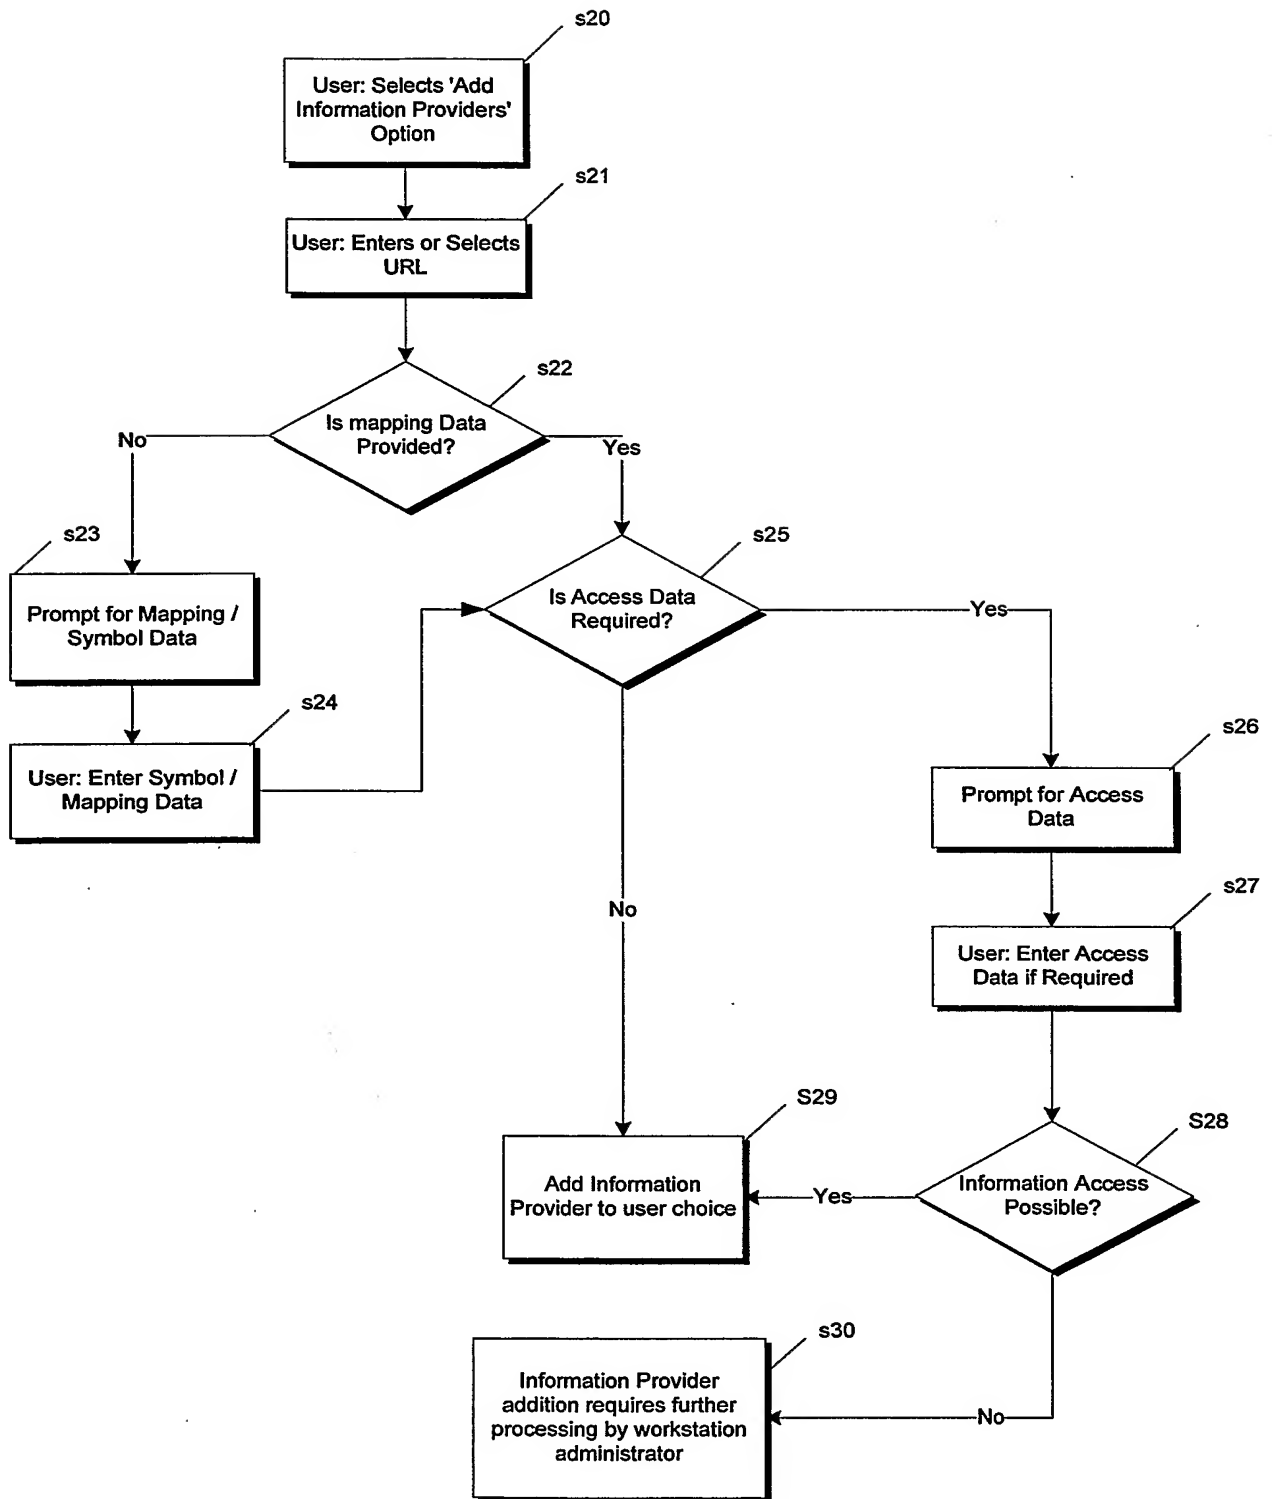 s20
User: Selects 'Add
Information Providers'
Option
s21
User: Enters or Selects
URL
s22
Is mapping Data
Provided?
No
Yes
s23
Prompt for Mapping /
Symbol Data
s24
User: Enter Symbol /
Mapping Data
s25
Is Access Data
Required?
Yes
No
s26
Prompt for Access
Data
s27
User: Enter Access
Data if Required
S28
Information Access
Possible?
Yes
S29
Add Information
Provider to user choice
No
s30
Information Provider
addition requires further
processing by workstation
administrator